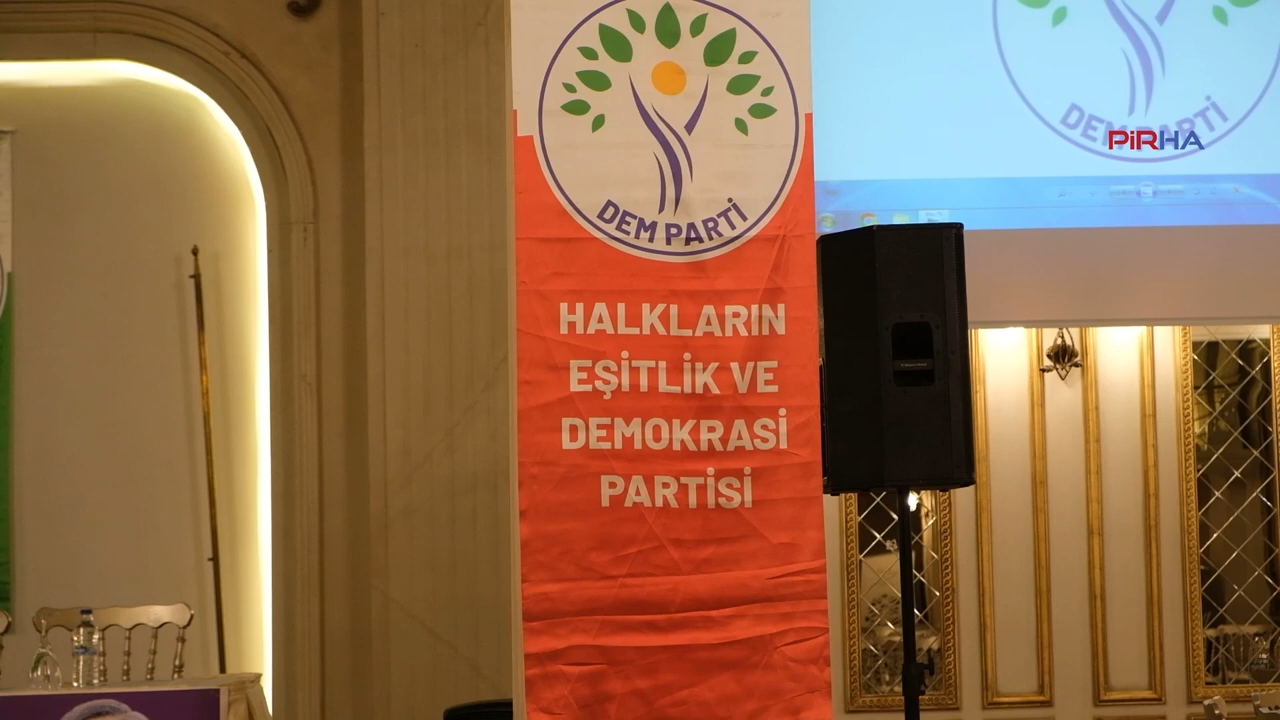 DEM PARTİ
HALKLARIN
EŞİTLİK VE
DEMOKRASİ
PARTİSİ
DEM PARTİ
PİRHA